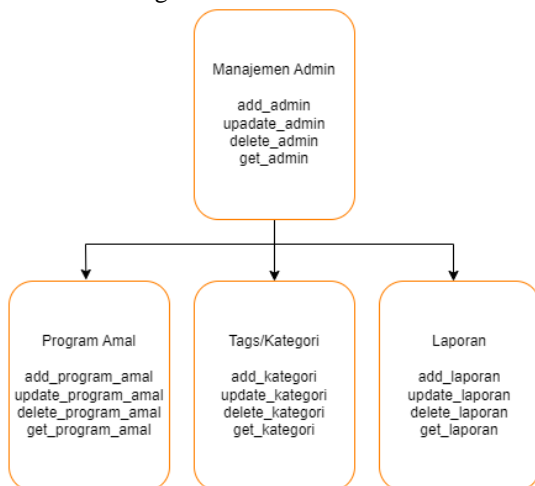 Manajemen Admin
add_admin
upadate_admin
delete_admin
get_admin
Program Amal
add_program_amal
update_program_amal
delete_program_amal
get_program_amal
Tags/Kategori
add_kategori
update_kategori
delete_kategori
get_kategori
Laporan
add_laporan
update_laporan
delete_laporan
get_laporan